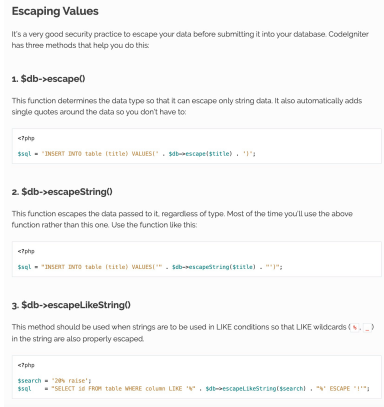 Escaping Values
It's a very good security practice to escape your data before submitting it into your database. CodeIgniter
has three methods that help you do this:
1. $db->escape()
This function determines the data type so that it can escape only string data. It also automatically adds
single quotes around the data so you don't have to:
<?php
$sql = 'INSERT INTO table (title) VALUES(' . $db->escape($title) . ')';
2. $db->escapeString()
This function escapes the data passed to it, regardless of type. Most of the time you'll use the above
function rather than this one. Use the function like this:
<?php
$sql = "INSERT INTO table (title) VALUES('" . $db->escapeString($title) . "')";
3. $db->escapeLikeString()
This method should be used when strings are to be used in LIKE conditions so that LIKE wildcards ( %, _ )
in the string are also properly escaped.
<?php
$search = '20% raise';
$sql    = "SELECT id FROM table WHERE column LIKE '%" . $db->escapeLikeString($search) . "%' ESCAPE '!'";